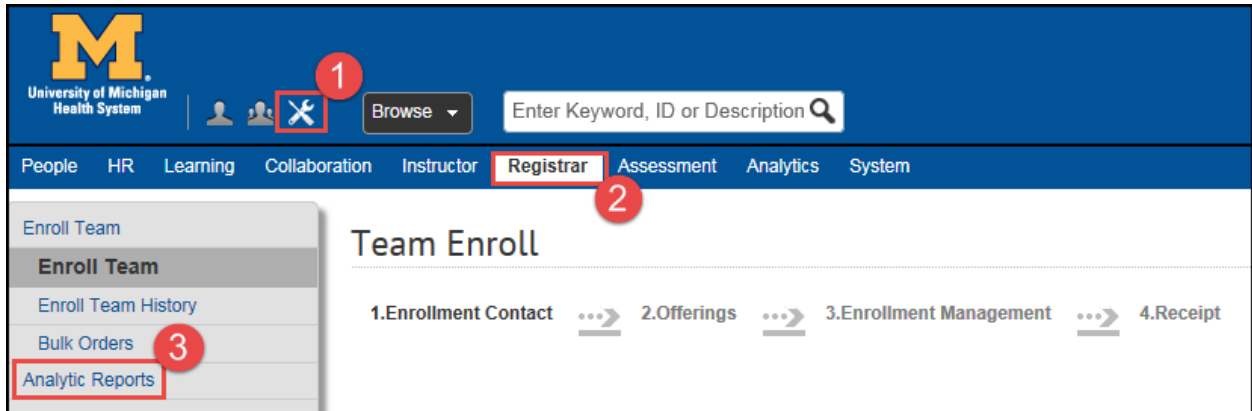 M
University of Michigan
Health System
1
Browse
Enter Keyword, ID or Description
People HR Learning Collaboration Instructor Registrar Assessment Analytics System
2
Enroll Team
Enroll Team
Enroll Team History
Bulk Orders
3
Analytic Reports
Team Enroll
1.Enrollment Contact 2.Offerings 3.Enrollment Management 4.Receipt